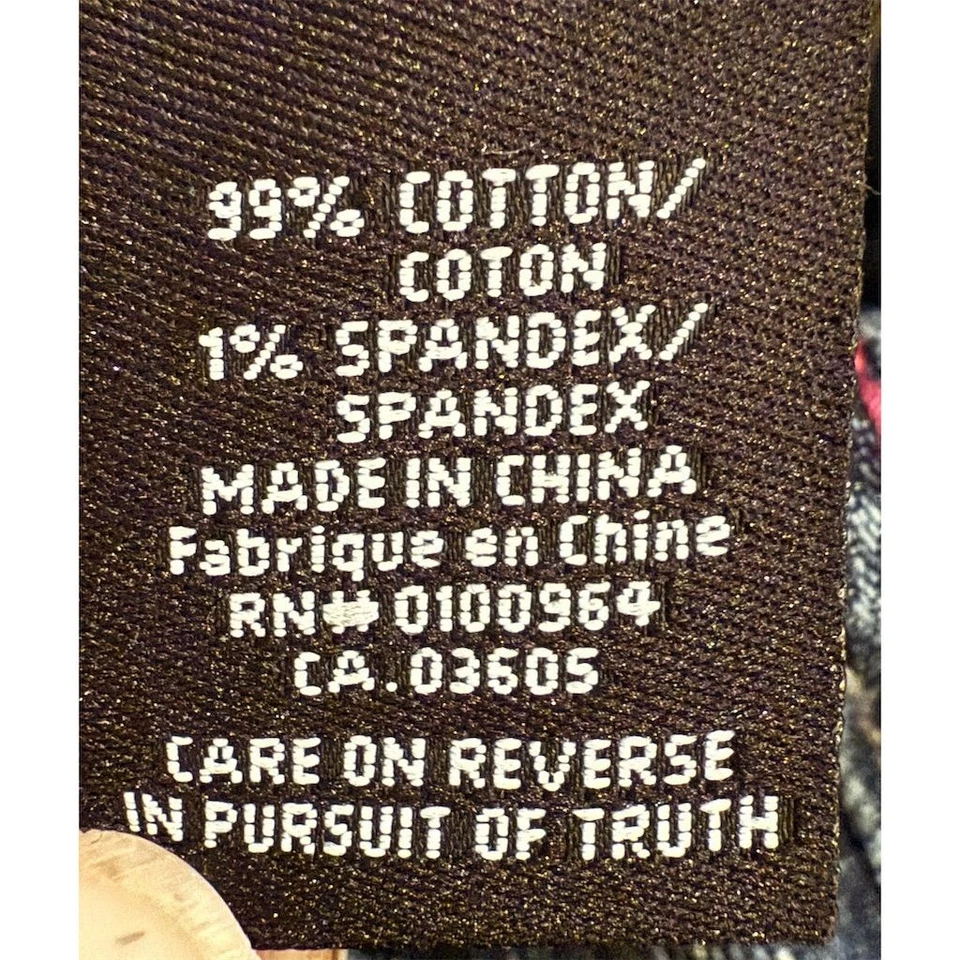 99% COTTON/
COTON
1% SPANDEX/
SPANDEX
MADE IN CHINA
Fabrique en Chine
RN# 0100964
CA.03605
CARE ON REVERSE
IN PURSUIT OF TRUTH